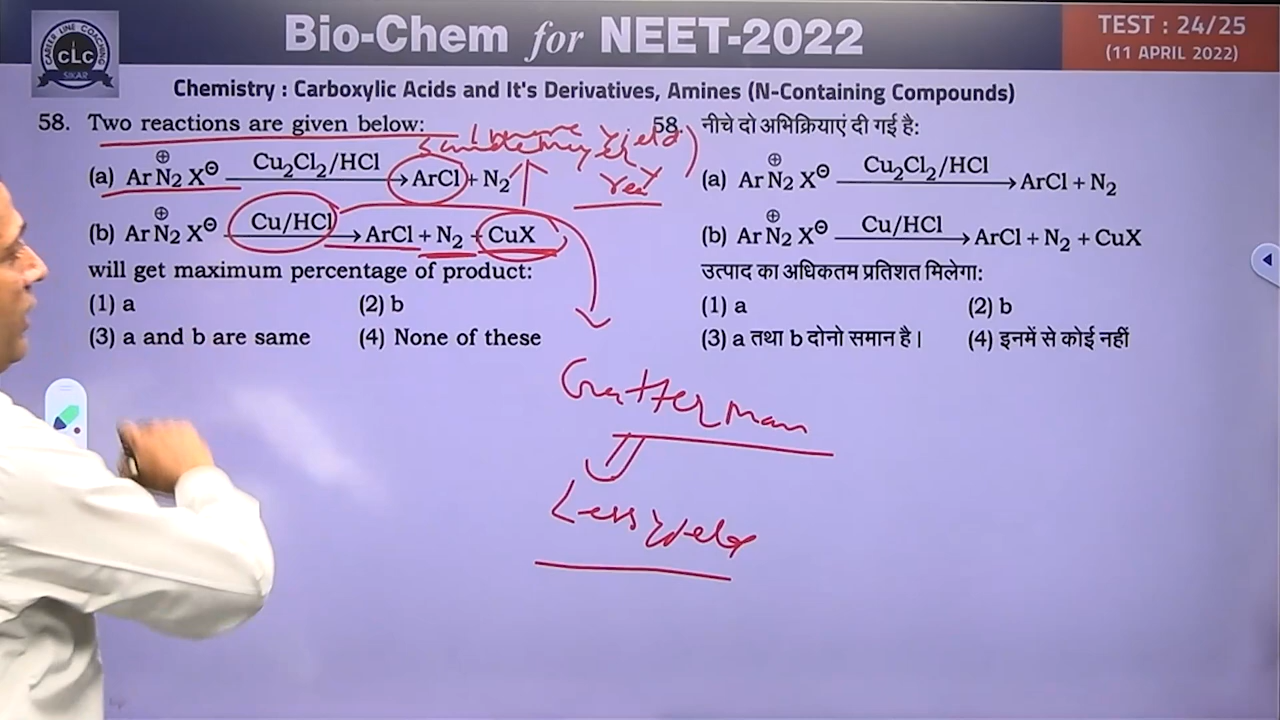 Bio-Chem for NEET-2022
TEST : 24/25
(11 APRIL 2022)
CAREER LINE COACHING
CLC
SIKAR
Chemistry : Carboxylic Acids and It's Derivatives, Amines (N-Containing Compounds)
58. Two reactions are given below:
(a) ArN₂⊕ X⊖ —Cu₂Cl₂/HCl→ ArCl + N₂
(b) ArN₂⊕ X⊖ —Cu/HCl→ ArCl + N₂ + CuX
will get maximum percentage of product:
(1) a (2) b
(3) a and b are same (4) None of these
58. नीचे दो अभिक्रियाएं दी गई है:
(a) ArN₂⊕ X⊖ —Cu₂Cl₂/HCl→ ArCl + N₂
(b) ArN₂⊕ X⊖ —Cu/HCl→ ArCl + N₂ + CuX
उत्पाद का अधिकतम प्रतिशत मिलेगा:
(1) a (2) b
(3) a तथा b दोनो समान है। (4) इनमें से कोई नहीं
yield
Gatterman
Less yield